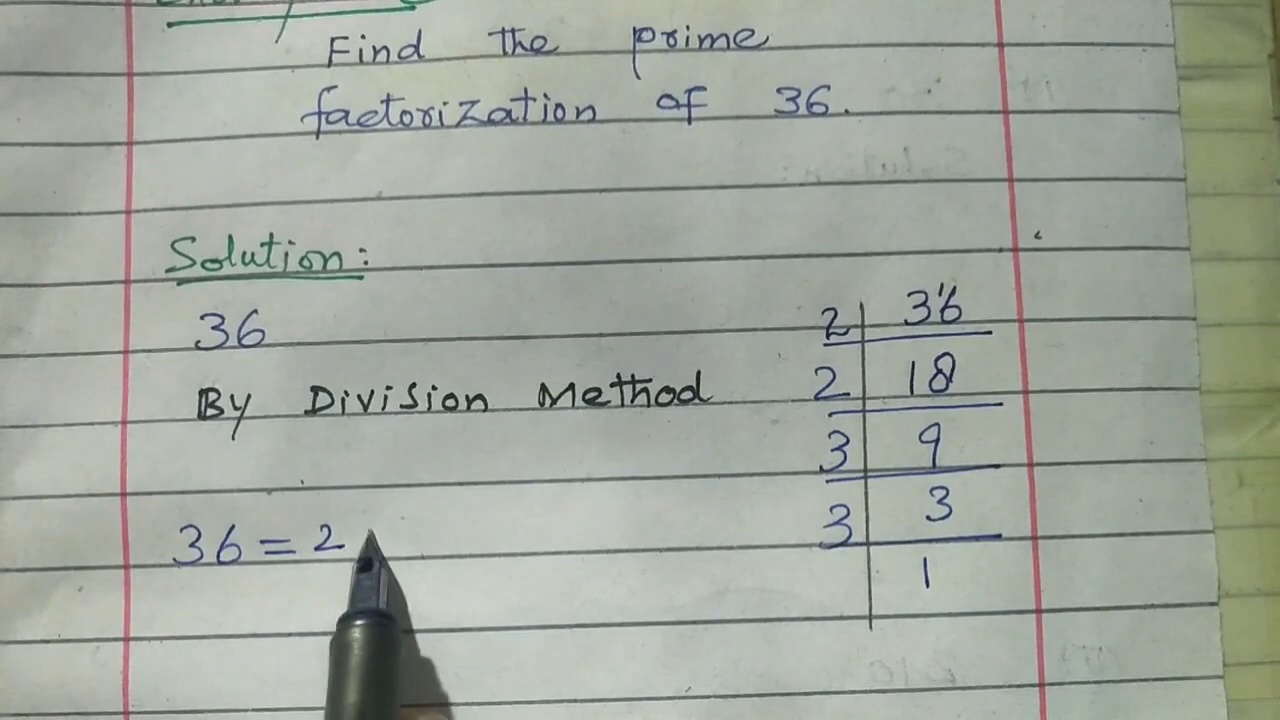 Find the prime
factorization of 36.
Solution:
36
By Division Method
2 36
2 18
3 9
3 3
1
36 = 2